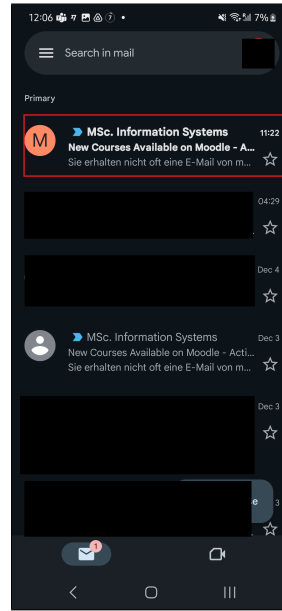 12:06
7%
Search in mail
Primary
M
MSc. Information Systems 11:22
New Courses Available on Moodle - A...
Sie erhalten nicht oft eine E-Mail von m...
04:29
Dec 4
MSc. Information Systems Dec 3
New Courses Available on Moodle - Acti...
Sie erhalten nicht oft eine E-Mail von m...
Dec 3
se 3
1